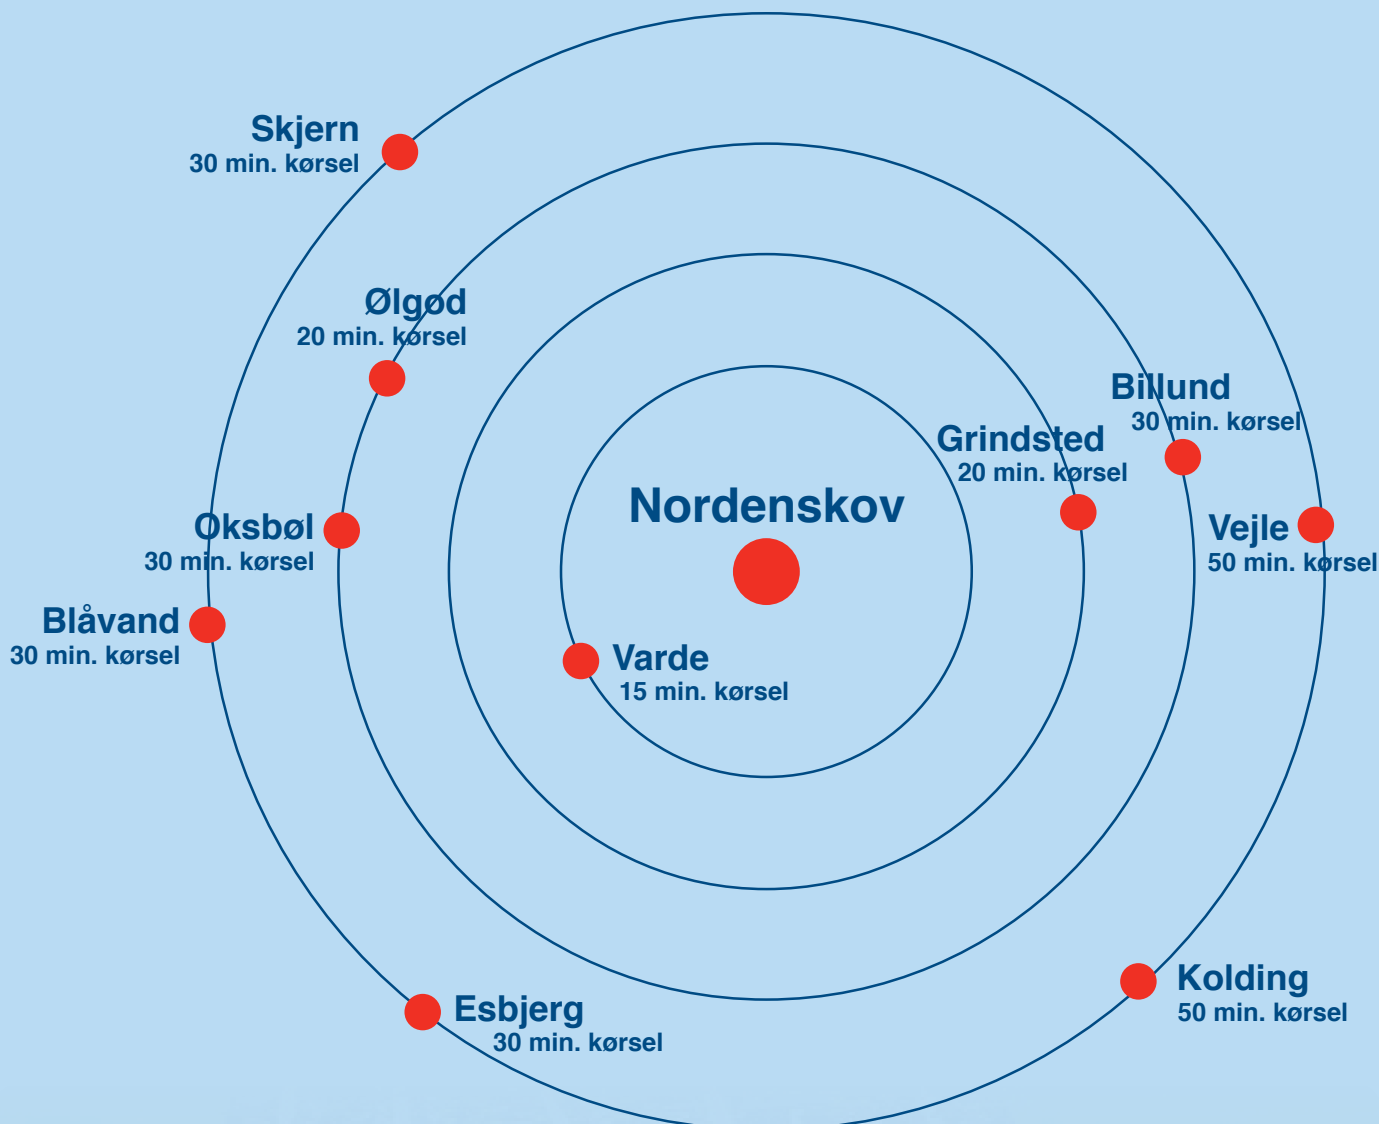 Skjern
30 min. kørsel
Ølgod
20 min. kørsel
Billund
30 min. kørsel
Grindsted
20 min. kørsel
Nordenskov
Oksbøl
30 min. kørsel
Vejle
50 min. kørsel
Blåvand
30 min. kørsel
Varde
15 min. kørsel
Kolding
50 min. kørsel
Esbjerg
30 min. kørsel